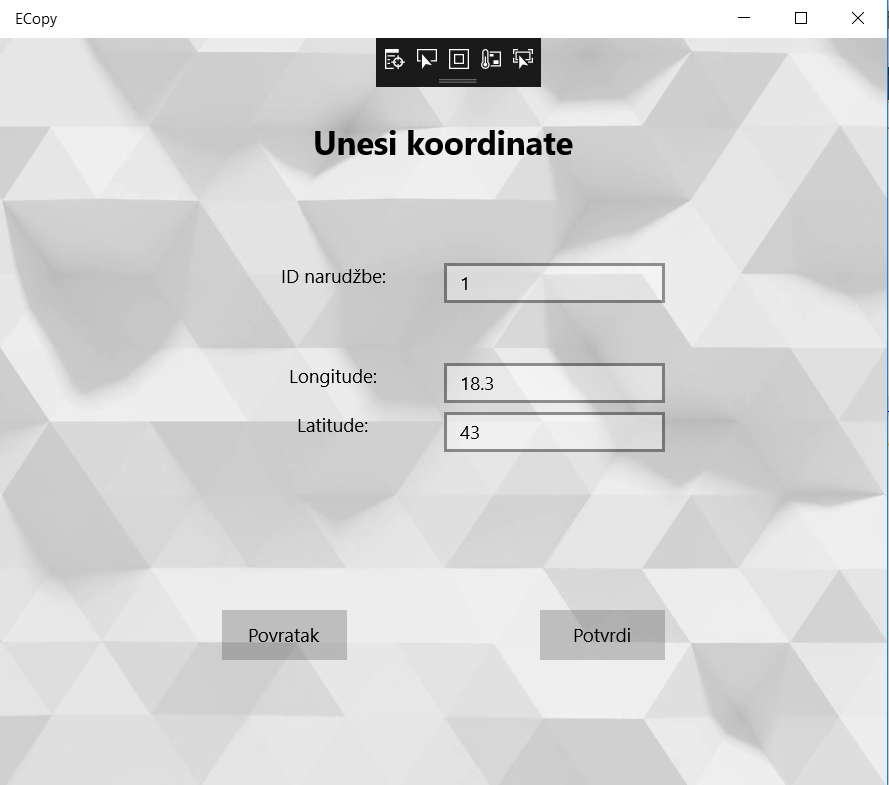 ECopy
Unesi koordinate
ID narudžbe:
1
Longitude:
18.3
Latitude:
43
Povratak
Potvrdi